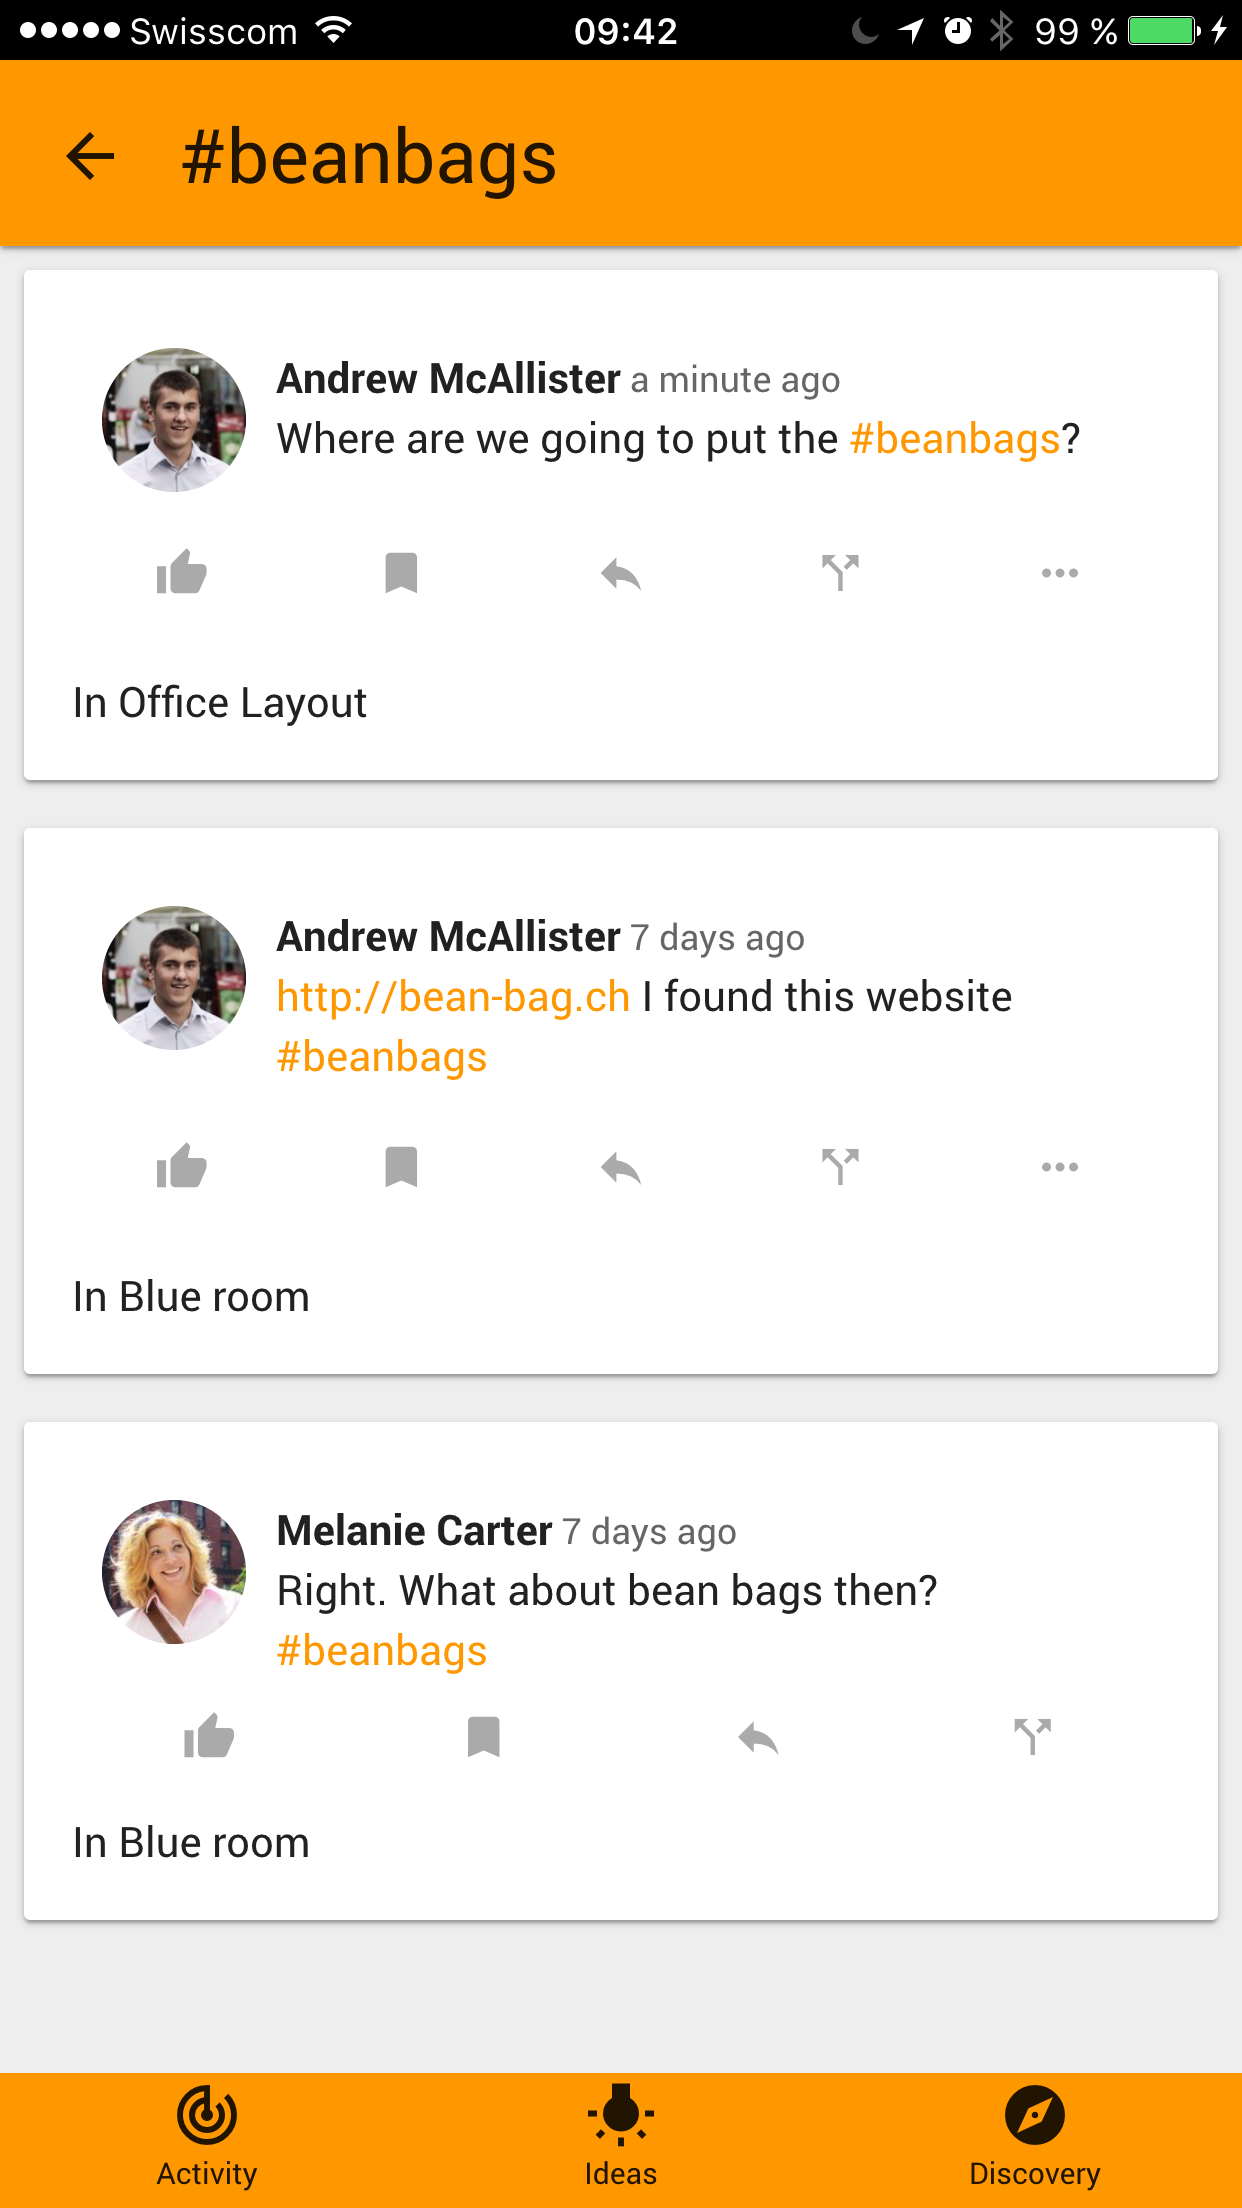 Swisscom 09:42 99 %
#beanbags
Andrew McAllister a minute ago
Where are we going to put the #beanbags?
In Office Layout
Andrew McAllister 7 days ago
http://bean-bag.ch I found this website
#beanbags
In Blue room
Melanie Carter 7 days ago
Right. What about bean bags then?
#beanbags
In Blue room
Activity Ideas Discovery